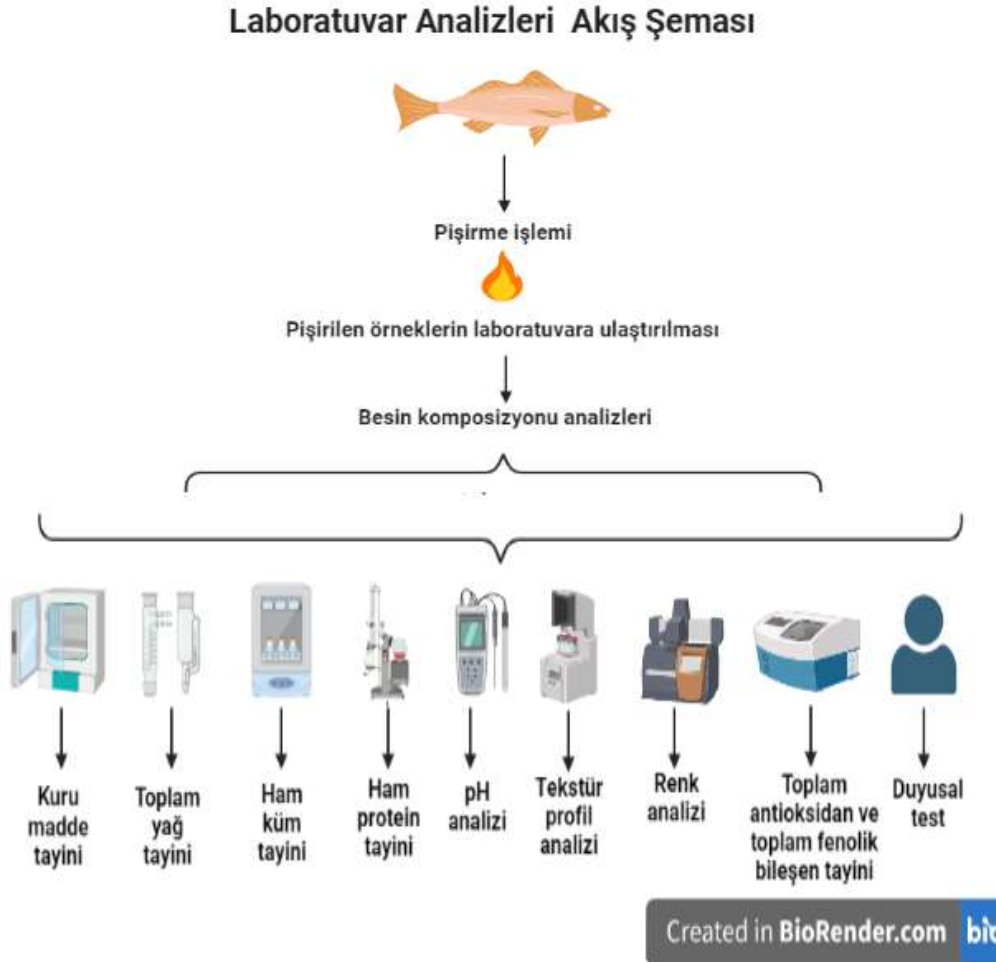 Laboratuvar Analizleri Akış Şeması
Pişirme işlemi
Pişirilen örneklerin laboratuvara ulaştırılması
Besin komposizyonu analizleri
Kuru
madde
tayini
Toplam
yağ
tayini
Ham
küm
tayini
Ham
protein
tayini
pH
analizi
Tekstür
profil
analizi
Renk
analizi
Toplam
antioksidan ve
toplam fenolik
bileşen tayini
Duyusal
test
Created in BioRender.com